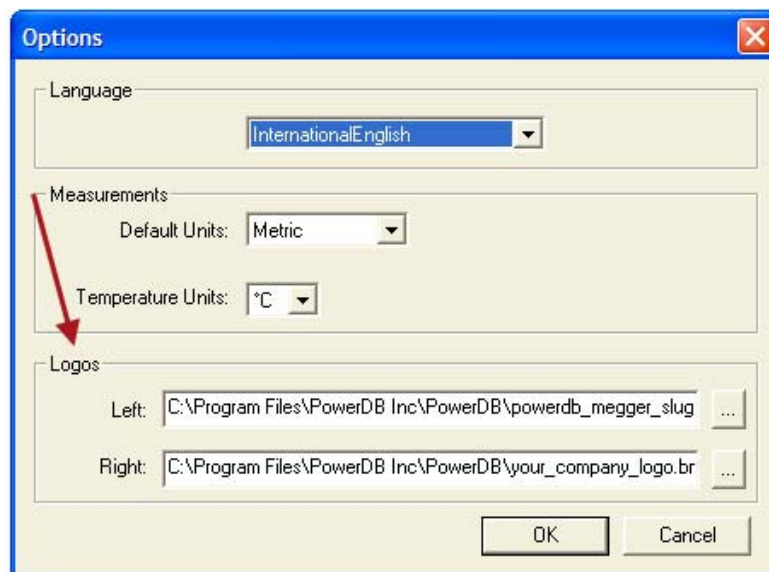 Options
Language
InternationalEnglish
Measurements
Default Units: Metric
Temperature Units: °C
Logos
Left: C:\Program Files\PowerDB Inc\PowerDB\powerdb_megger_slug ...
Right: C:\Program Files\PowerDB Inc\PowerDB\your_company_logo.br ...
OK Cancel